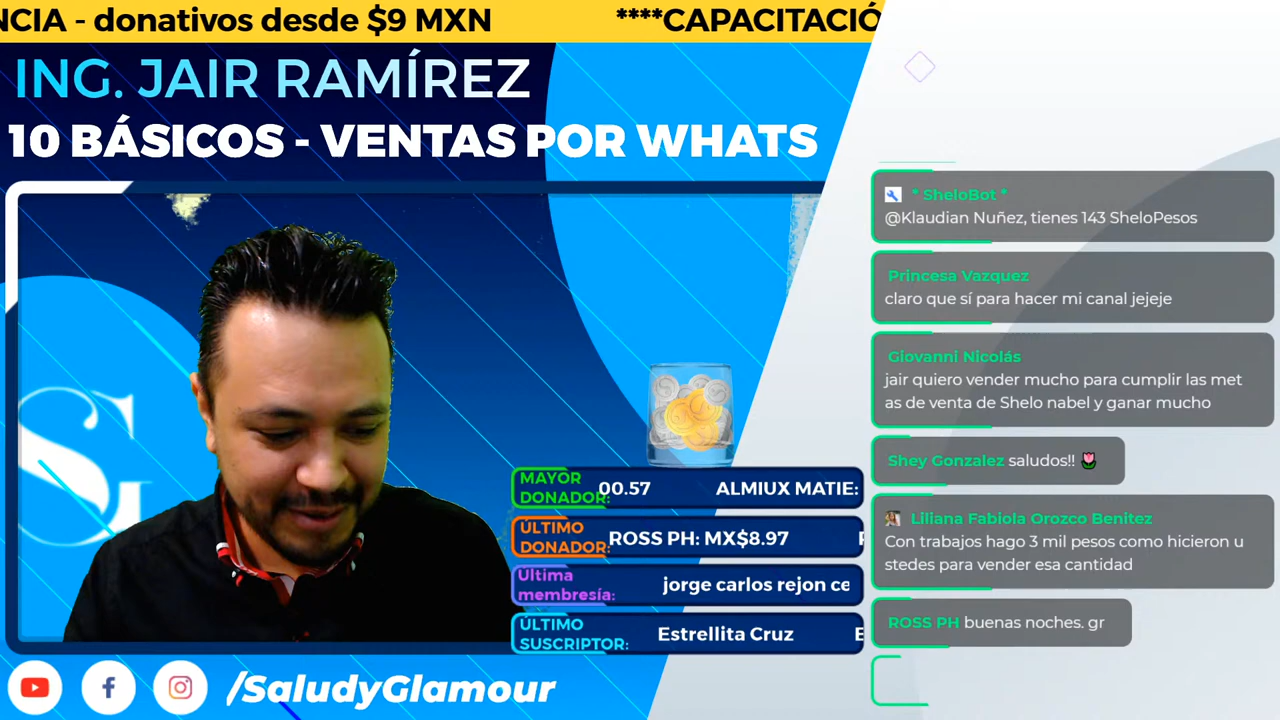 NCIA - donativos desde $9 MXN ****CAPACITACIÓ
ING. JAIR RAMÍREZ
10 BÁSICOS - VENTAS POR WHATS
MAYOR
DONADOR:
00.57 ALMIUX MATIE:
ÚLTIMO
DONADOR:
ROSS PH: MX$8.97
Última
membresía:
jorge carlos rejon ce
ÚLTIMO
SUSCRIPTOR:
Estrellita Cruz E
/SaludyGlamour
* SheloBot *
@Klaudian Nuñez, tienes 143 SheloPesos
Princesa Vazquez
claro que sí para hacer mi canal jejeje
Giovanni Nicolás
jair quiero vender mucho para cumplir las met
as de venta de Shelo nabel y ganar mucho
Shey Gonzalez saludos!! 🌷
Liliana Fabiola Orozco Benitez
Con trabajos hago 3 mil pesos como hicieron u
stedes para vender esa cantidad
ROSS PH buenas noches. gr